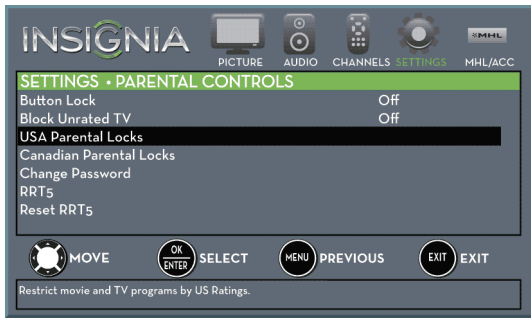 INSIGNIA
PICTURE AUDIO CHANNELS SETTINGS MHL/ACC
MHL
SETTINGS • PARENTAL CONTROLS
Button Lock Off
Block Unrated TV Off
USA Parental Locks
Canadian Parental Locks
Change Password
RRT5
Reset RRT5
MOVE OK ENTER SELECT MENU PREVIOUS EXIT EXIT
Restrict movie and TV programs by US Ratings.